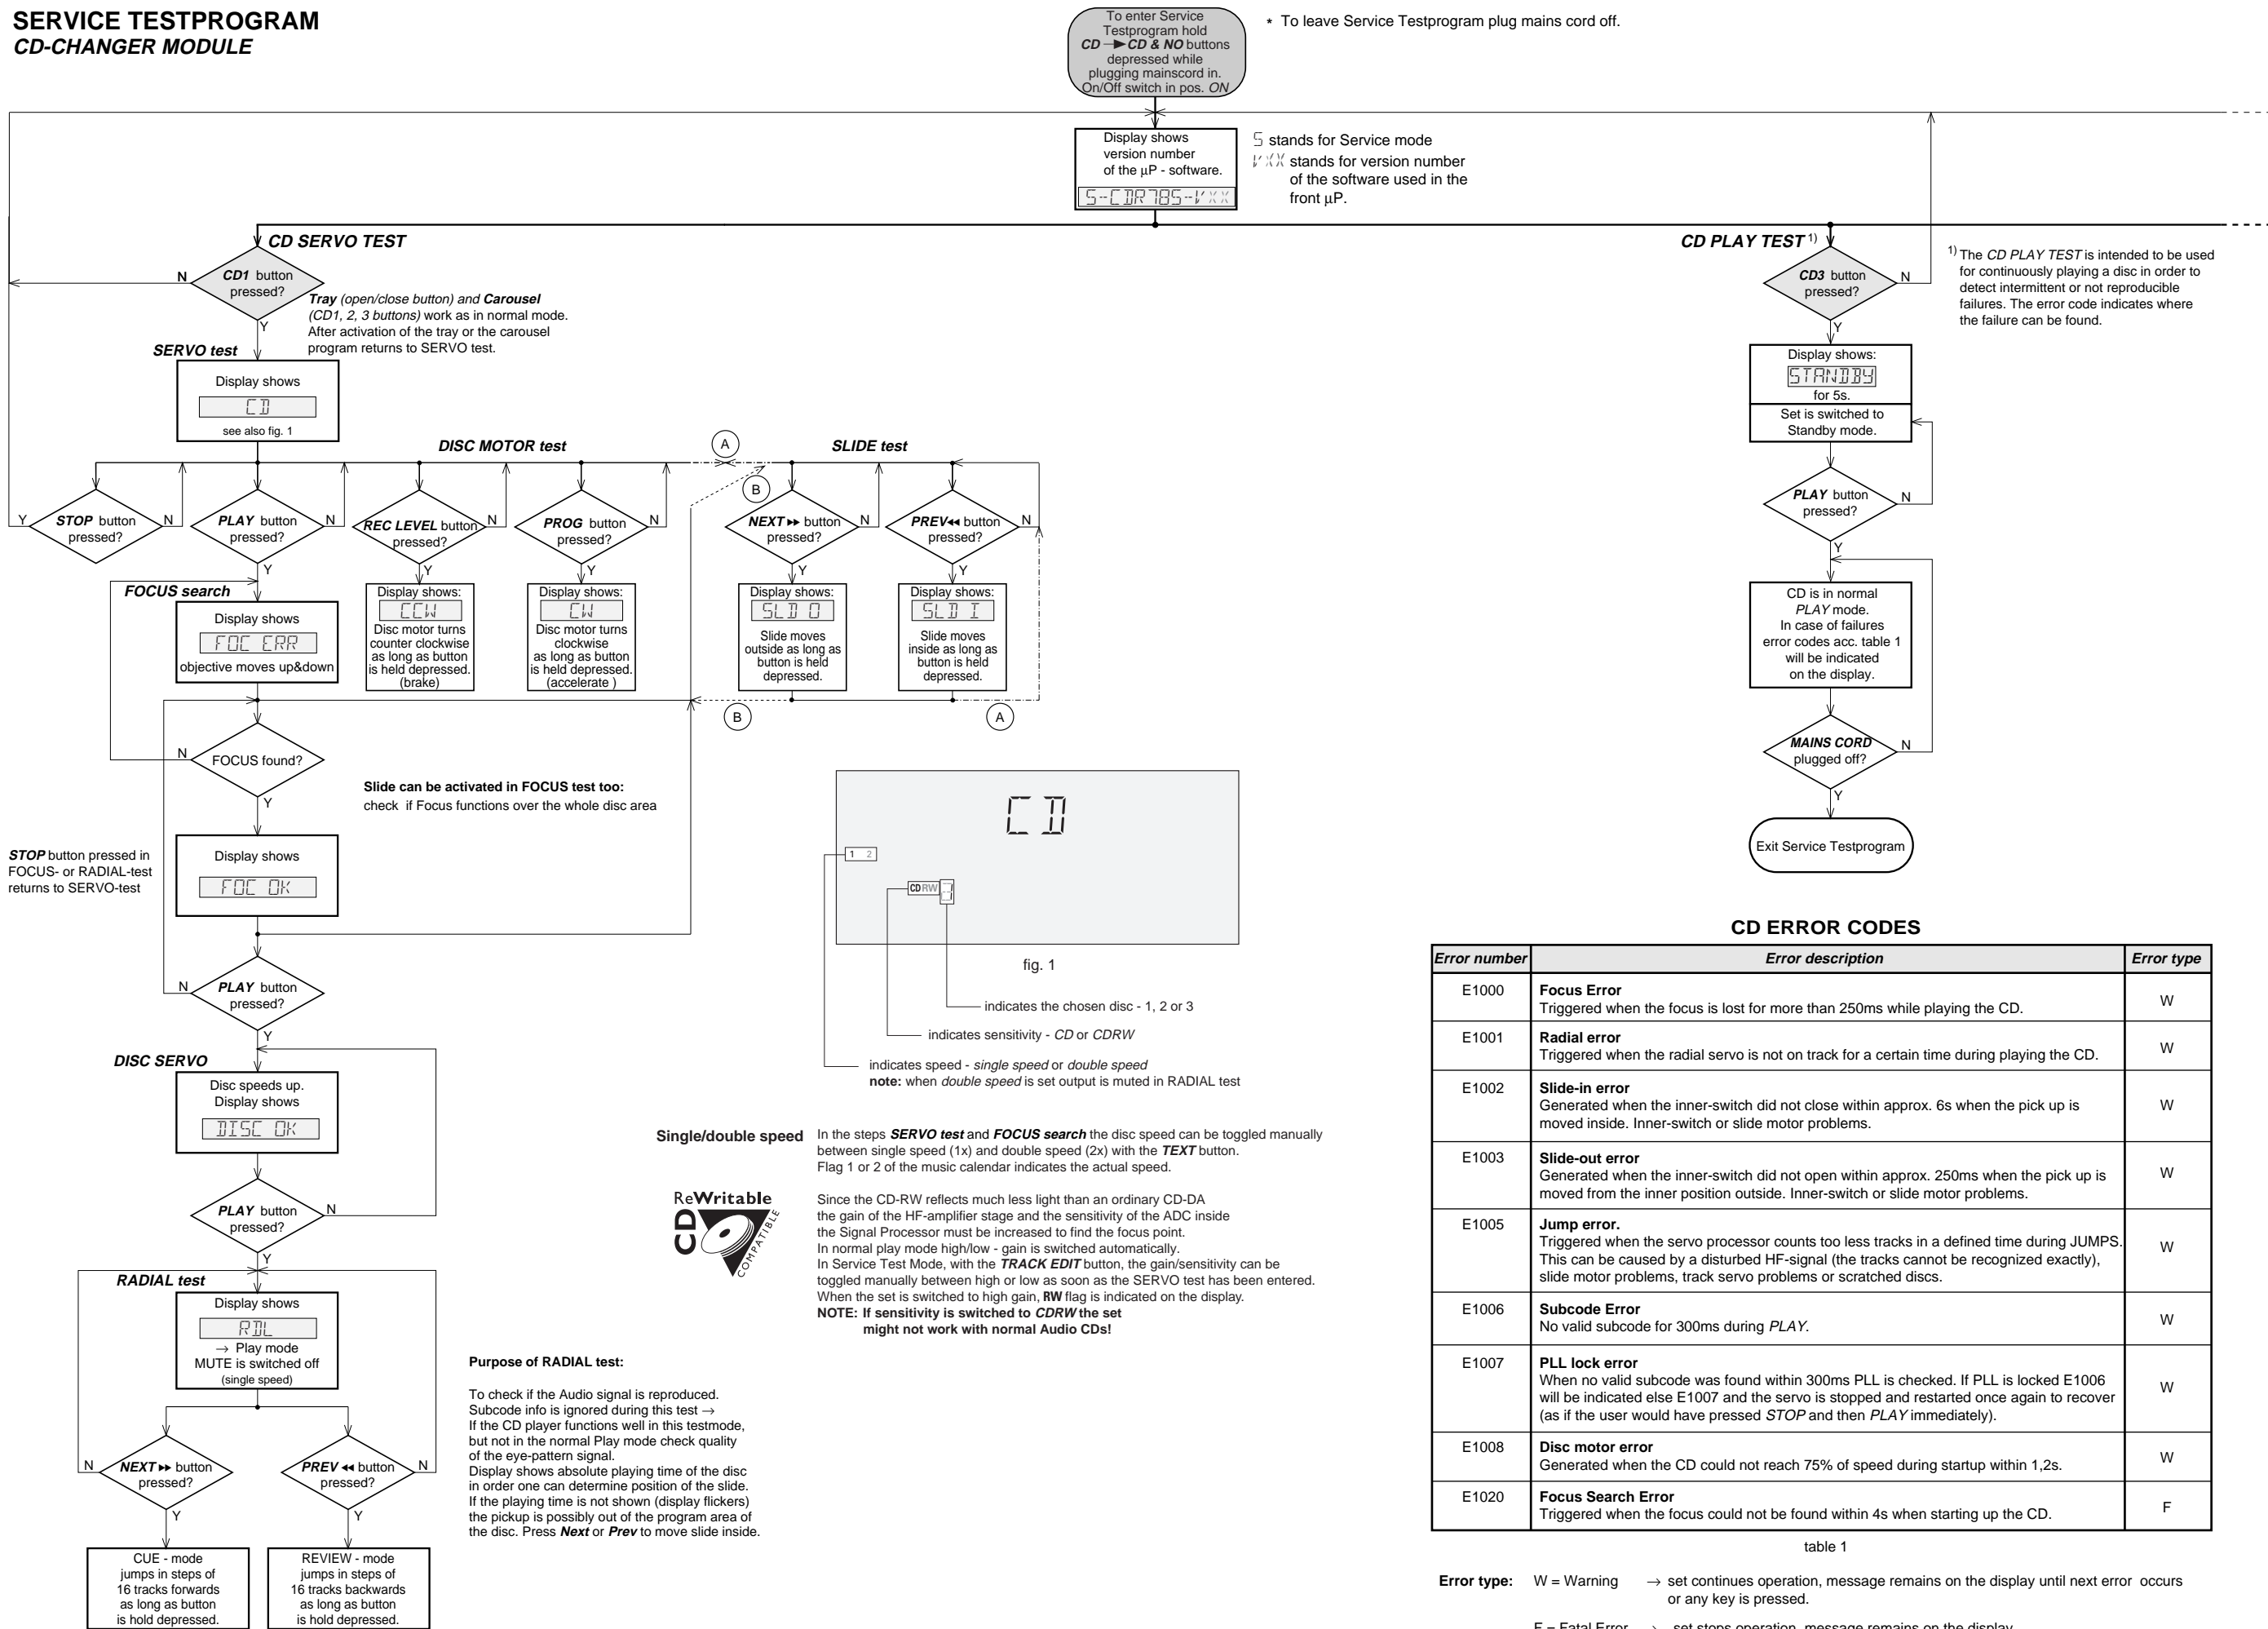 SERVICE TESTPROGRAM
CD-CHANGER MODULE
To enter Service
Testprogram hold
CD → CD & NO buttons
depressed while
plugging mainscord in.
On/Off switch in pos. ON
* To leave Service Testprogram plug mains cord off.
Display shows
version number
of the µP - software.
S-CDR785-VXX
S stands for Service mode
VXX stands for version number
of the software used in the
front µP.
CD SERVO TEST
CD1 button
pressed?
N
Y
Tray (open/close button) and Carousel
(CD1, 2, 3 buttons) work as in normal mode.
After activation of the tray or the carousel
program returns to SERVO test.
SERVO test
Display shows
CD
see also fig. 1
DISC MOTOR test
A
SLIDE test
B
Y
STOP button
pressed?
N
PLAY button
pressed?
N
Y
REC LEVEL button
pressed?
N
Y
PROG button
pressed?
N
Y
NEXT ▸▸ button
pressed?
N
Y
PREV ◂◂ button
pressed?
N
Y
FOCUS search
Display shows
FOC ERR
objective moves up&down
Display shows:
CCW
Disc motor turns
counter clockwise
as long as button
is held depressed.
(brake)
Display shows:
CW
Disc motor turns
clockwise
as long as button
is held depressed.
(accelerate )
Display shows:
SLD O
Slide moves
outside as long as
button is held
depressed.
Display shows:
SLD I
Slide moves
inside as long as
button is held
depressed.
B
A
N
FOCUS found?
Y
Slide can be activated in FOCUS test too:
check if Focus functions over the whole disc area
STOP button pressed in
FOCUS- or RADIAL-test
returns to SERVO-test
Display shows
FOC OK
N
PLAY button
pressed?
Y
DISC SERVO
Disc speeds up.
Display shows
DISC OK
PLAY button
pressed?
N
Y
RADIAL test
Display shows
RDL
→ Play mode
MUTE is switched off
(single speed)
N
NEXT ▸▸ button
pressed?
Y
PREV ◂◂ button
pressed?
N
Y
CUE - mode
jumps in steps of
16 tracks forwards
as long as button
is hold depressed.
REVIEW - mode
jumps in steps of
16 tracks backwards
as long as button
is hold depressed.
CD
1 2
CD RW 3
fig. 1
indicates the chosen disc - 1, 2 or 3
indicates sensitivity - CD or CDRW
indicates speed - single speed or double speed
note: when double speed is set output is muted in RADIAL test
Single/double speed
In the steps SERVO test and FOCUS search the disc speed can be toggled manually
between single speed (1x) and double speed (2x) with the TEXT button.
Flag 1 or 2 of the music calendar indicates the actual speed.
ReWritable
CD
COMPATIBLE
Since the CD-RW reflects much less light than an ordinary CD-DA
the gain of the HF-amplifier stage and the sensitivity of the ADC inside
the Signal Processor must be increased to find the focus point.
In normal play mode high/low - gain is switched automatically.
In Service Test Mode, with the TRACK EDIT button, the gain/sensitivity can be
toggled manually between high or low as soon as the SERVO test has been entered.
When the set is switched to high gain, RW flag is indicated on the display.
NOTE: If sensitivity is switched to CDRW the set
might not work with normal Audio CDs!
Purpose of RADIAL test:
To check if the Audio signal is reproduced.
Subcode info is ignored during this test →
If the CD player functions well in this testmode,
but not in the normal Play mode check quality
of the eye-pattern signal.
Display shows absolute playing time of the disc
in order one can determine position of the slide.
If the playing time is not shown (display flickers)
the pickup is possibly out of the program area of
the disc. Press Next or Prev to move slide inside.
CD PLAY TEST 1)
CD3 button
pressed?
N
Y
1) The CD PLAY TEST is intended to be used
for continuously playing a disc in order to
detect intermittent or not reproducible
failures. The error code indicates where
the failure can be found.
Display shows:
STANDBY
for 5s.
Set is switched to
Standby mode.
PLAY button
pressed?
N
Y
CD is in normal
PLAY mode.
In case of failures
error codes acc. table 1
will be indicated
on the display.
MAINS CORD
plugged off?
N
Y
Exit Service Testprogram
CD ERROR CODES
Error number Error description Error type
E1000 Focus Error
Triggered when the focus is lost for more than 250ms while playing the CD. W
E1001 Radial error
Triggered when the radial servo is not on track for a certain time during playing the CD. W
E1002 Slide-in error
Generated when the inner-switch did not close within approx. 6s when the pick up is W
moved inside. Inner-switch or slide motor problems.
E1003 Slide-out error
Generated when the inner-switch did not open within approx. 250ms when the pick up is W
moved from the inner position outside. Inner-switch or slide motor problems.
E1005 Jump error.
Triggered when the servo processor counts too less tracks in a defined time during JUMPS. W
This can be caused by a disturbed HF-signal (the tracks cannot be recognized exactly),
slide motor problems, track servo problems or scratched discs.
E1006 Subcode Error
No valid subcode for 300ms during PLAY. W
E1007 PLL lock error
When no valid subcode was found within 300ms PLL is checked. If PLL is locked E1006
will be indicated else E1007 and the servo is stopped and restarted once again to recover W
(as if the user would have pressed STOP and then PLAY immediately).
E1008 Disc motor error
Generated when the CD could not reach 75% of speed during startup within 1,2s. W
E1020 Focus Search Error
Triggered when the focus could not be found within 4s when starting up the CD. F
table 1
Error type: W = Warning → set continues operation, message remains on the display until next error occurs
or any key is pressed.
F = Fatal Error → set stops operation, message remains on the display